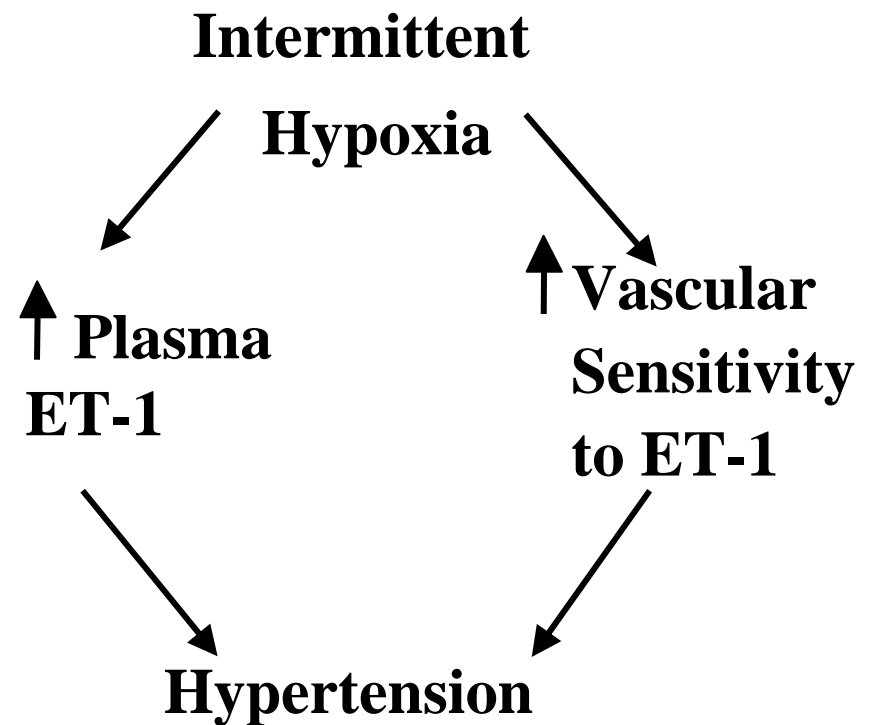 Intermittent
Hypoxia
Plasma
ET-1
Vascular
Sensitivity
to ET-1
Hypertension